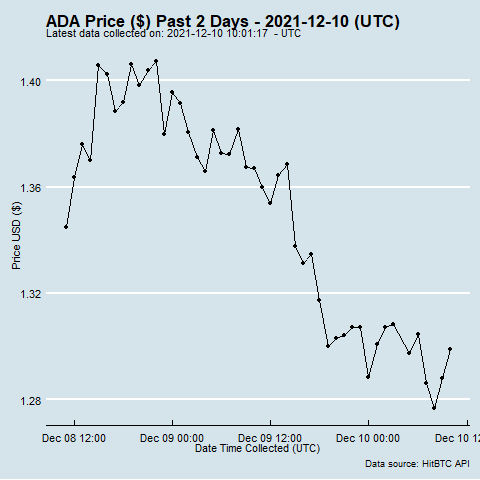 ADA Price ($) Past 2 Days - 2021-12-10 (UTC)
Latest data collected on: 2021-12-10 10:01:17  - UTC
1.40
1.36
1.32
1.28
Price USD ($)
Dec 08 12:00 Dec 09 00:00 Dec 09 12:00 Dec 10 00:00 Dec 10 12
Date Time Collected (UTC)
Data source: HitBTC API